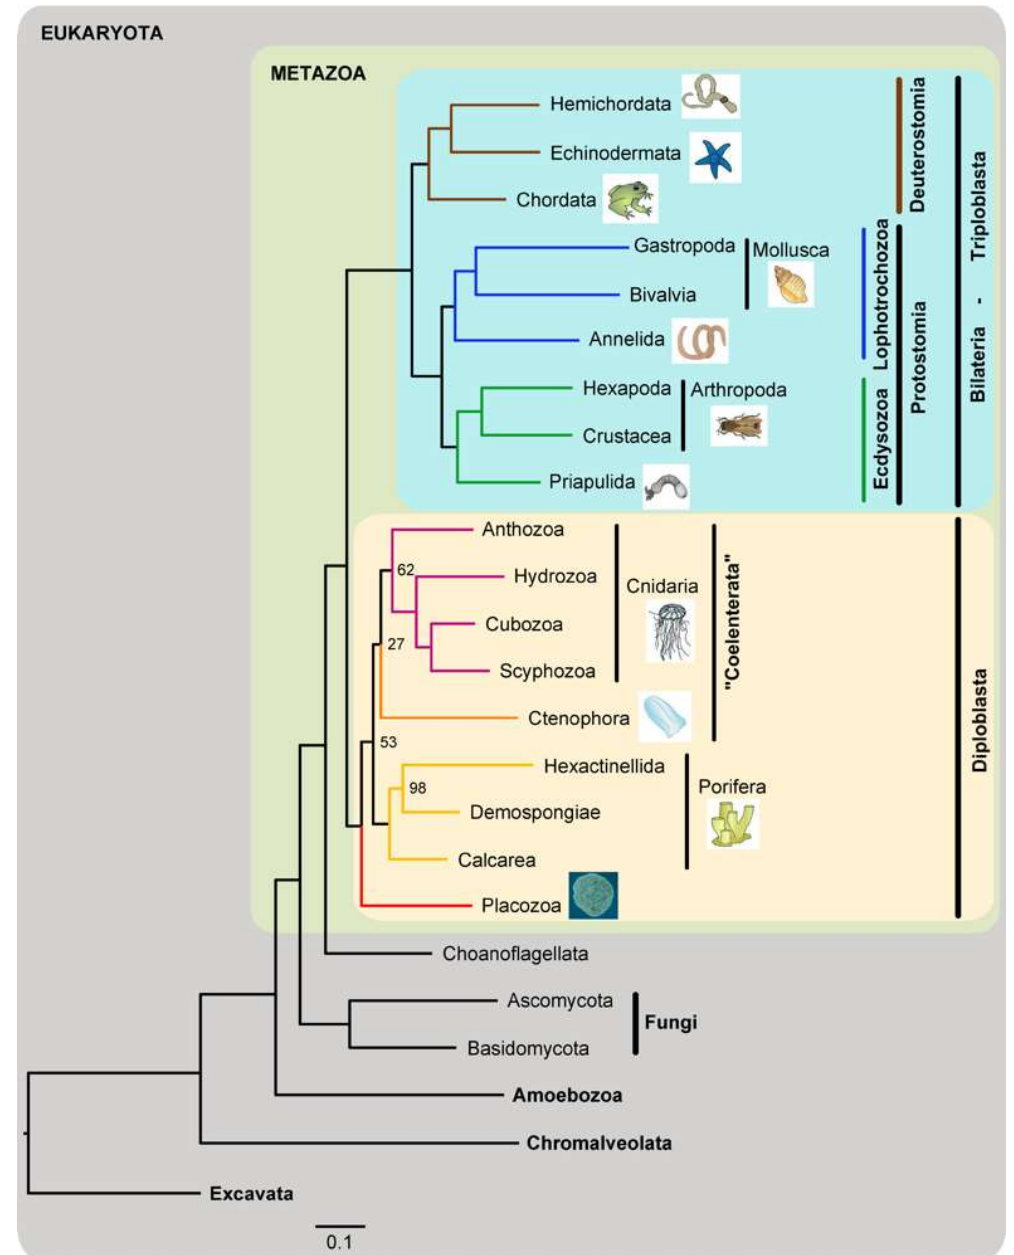 EUKARYOTA
METAZOA
Hemichordata
Echinodermata
Chordata
Deuterostomia
Gastropoda
Mollusca
Bivalvia
Annelida
Lophotrochozoa
Hexapoda
Arthropoda
Crustacea
Priapulida
Ecdysozoa
Protostomia
Bilateria - Triploblasta
Anthozoa
62
Hydrozoa
Cnidaria
Cubozoa
27
Scyphozoa
Ctenophora
"Coelenterata"
53
Hexactinellida
98
Porifera
Demospongiae
Calcarea
Placozoa
Diploblasta
Choanoflagellata
Ascomycota
Fungi
Basidomycota
Amoebozoa
Chromalveolata
Excavata
0.1